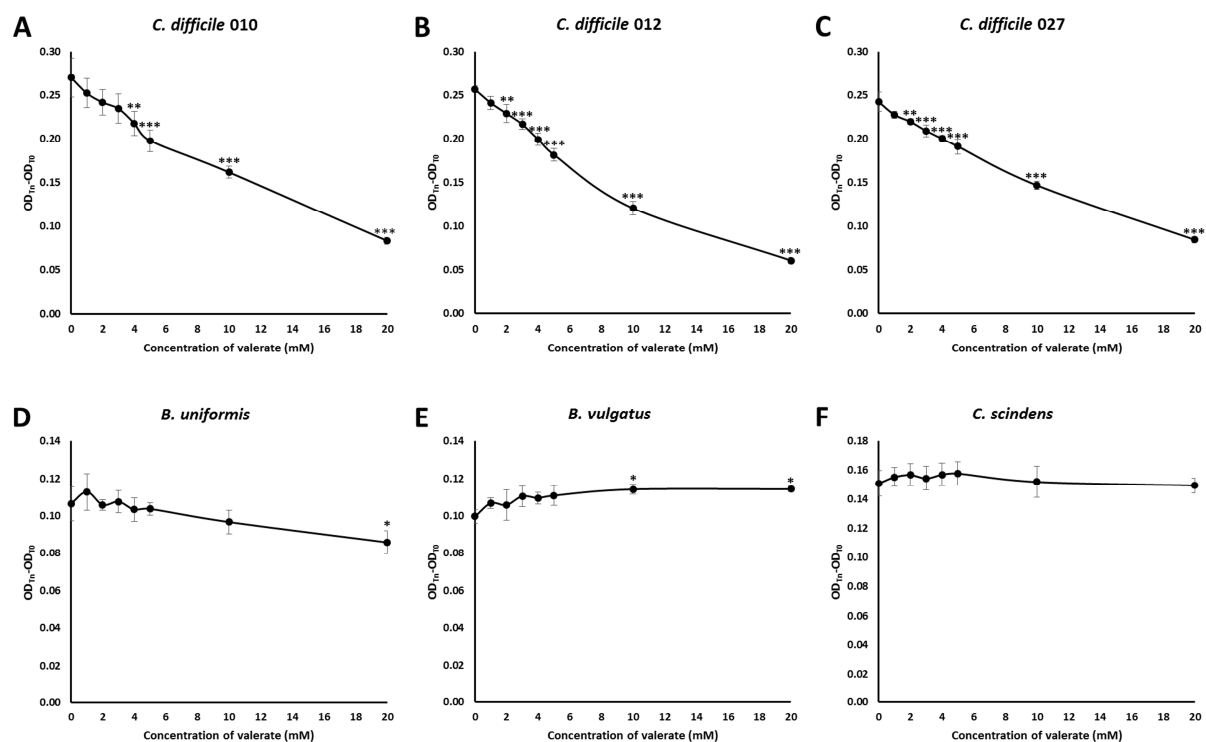 A
C. difficile 010
0.30
0.25
**
***
0.20
***
0.15
0.10
***
0.05
0.00
OD_Tn-OD_T0
0 2 4 6 8 10 12 14 16 18 20
Concentration of valerate (mM)
B
C. difficile 012
0.30
0.25
**
***
***
0.20
***
0.15
***
0.10
***
0.05
0.00
OD_Tn-OD_T0
0 2 4 6 8 10 12 14 16 18 20
Concentration of valerate (mM)
C
C. difficile 027
0.30
0.25
**
***
***
***
0.20
***
0.15
0.10
***
0.05
0.00
OD_Tn-OD_T0
0 2 4 6 8 10 12 14 16 18 20
Concentration of valerate (mM)
D
B. uniformis
0.14
0.12
0.10
*
0.08
0.06
0.04
0.02
0.00
OD_Tn-OD_T0
0 2 4 6 8 10 12 14 16 18 20
Concentration of valerate (mM)
E
B. vulgatus
0.14
* *
0.12
0.10
0.08
0.06
0.04
0.02
0.00
OD_Tn-OD_T0
0 2 4 6 8 10 12 14 16 18 20
Concentration of valerate (mM)
F
C. scindens
0.18
0.16
0.14
0.12
0.10
0.08
0.06
0.04
0.02
0.00
OD_Tn-OD_T0
0 2 4 6 8 10 12 14 16 18 20
Concentration of valerate (mM)